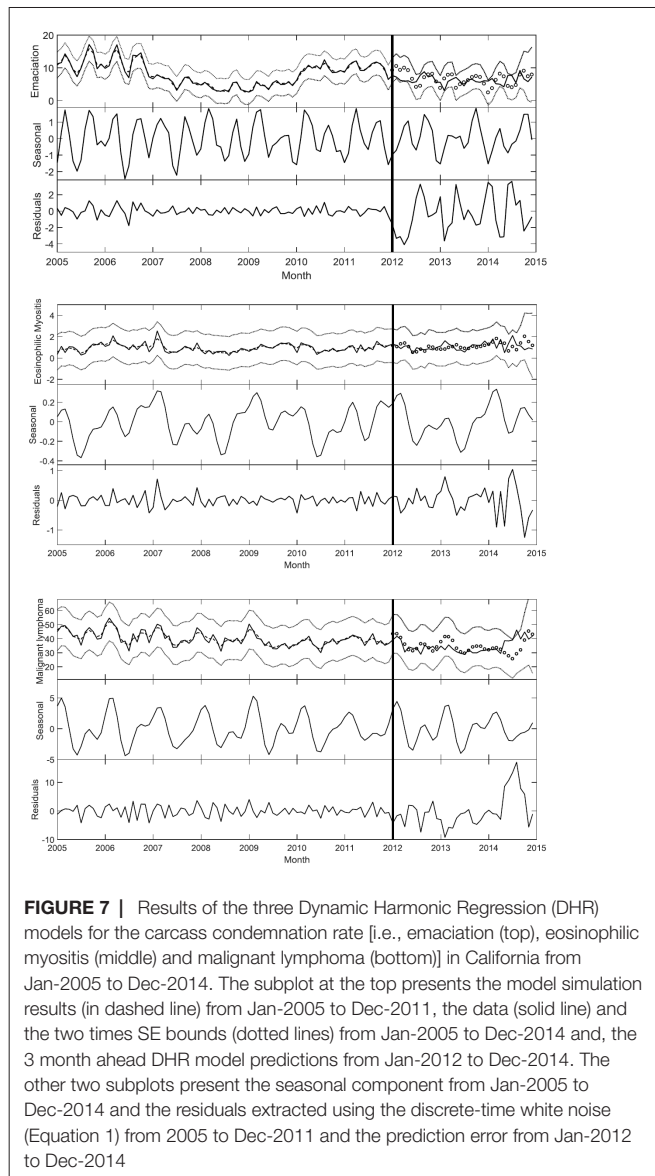 Emaciation
20
10
0
Seasonal
1
0
-1
-2
Residuals
2
0
-2
-4
2005 2006 2007 2008 2009 2010 2011 2012 2013 2014 2015
Month
Eosinophilic Myositis
4
2
0
-2
Seasonal
0.2
0
-0.2
-0.4
Residuals
1
0
-1
2005 2006 2007 2008 2009 2010 2011 2012 2013 2014 2015
Month
Malignant lymphoma
60
50
40
30
20
Seasonal
5
0
-5
Residuals
10
0
-10
2005 2006 2007 2008 2009 2010 2011 2012 2013 2014 2015
Month
FIGURE 7 | Results of the three Dynamic Harmonic Regression (DHR)
models for the carcass condemnation rate [i.e., emaciation (top), eosinophilic
myositis (middle) and malignant lymphoma (bottom)] in California from
Jan-2005 to Dec-2014. The subplot at the top presents the model simulation
results (in dashed line) from Jan-2005 to Dec-2011, the data (solid line) and
the two times SE bounds (dotted lines) from Jan-2005 to Dec-2014 and, the
3 month ahead DHR model predictions from Jan-2012 to Dec-2014. The
other two subplots present the seasonal component from Jan-2005 to
Dec-2014 and the residuals extracted using the discrete-time white noise
(Equation 1) from 2005 to Dec-2011 and the prediction error from Jan-2012
to Dec-2014